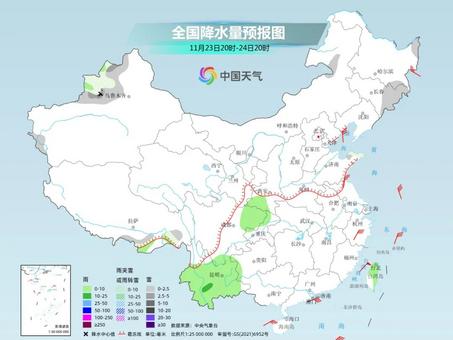 全国降水量预报图
11月23日20时-24日20时
中国天气
哈尔滨
长春
乌鲁木齐
沈阳
呼和浩特
北京
天津
银川
石家庄
太原
济南
西宁
兰州
郑州
西安
合肥
南京
上海
拉萨
成都
武汉
杭州
重庆
长沙
南昌
贵阳
福州
昆明
台北
台湾岛
广州
南宁
海口
海南岛
雨
雨夹雪
或雨转雪
雪
0-10
10-25
25-50
50-100
100-250
≥250
0-10
10-25
25-50
50-100
≥100
0-2.5
2.5-5
5-10
10-20
20-30
≥30
数据来源：中央气象台
降水中心值
霜冻线
单位：毫米
比例尺:1:25 000 000
审图号:GS(2021)6952号